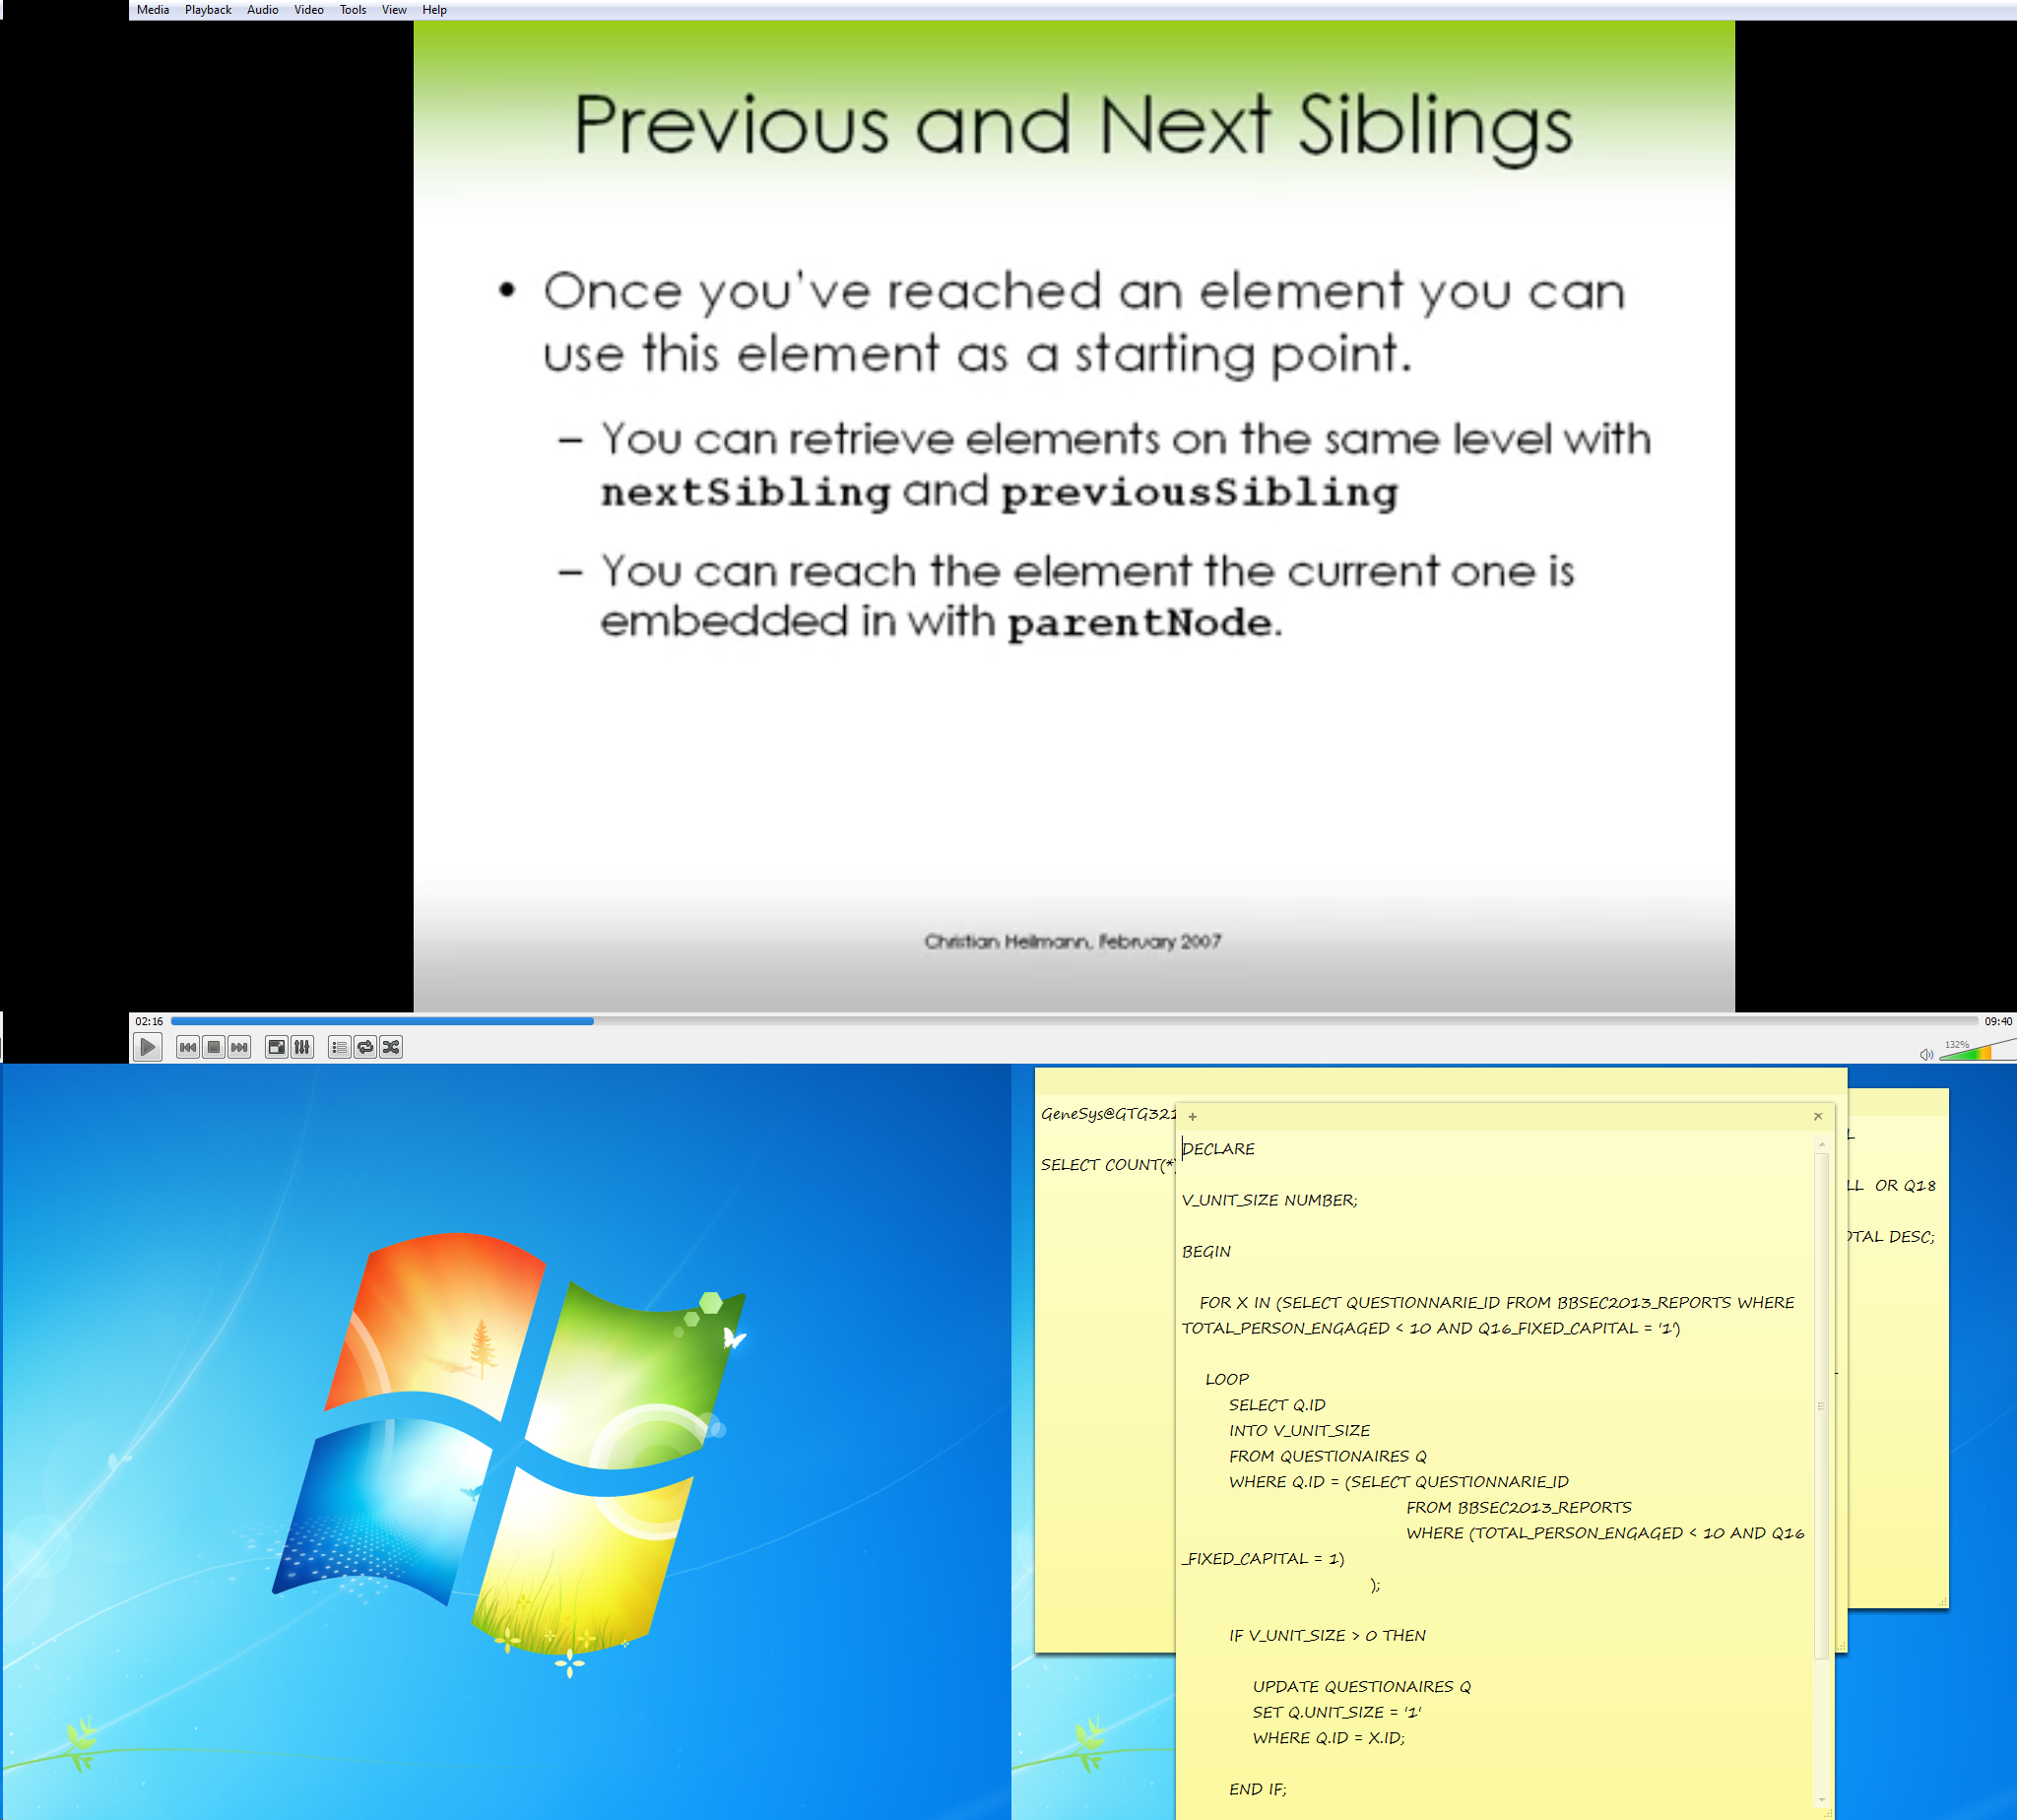 Media Playback Audio Video Tools View Help
Previous and Next Siblings
• Once you've reached an element you can
use this element as a starting point.
– You can retrieve elements on the same level with
nextSibling and previousSibling
– You can reach the element the current one is
embedded in with parentNode.
Christian Heilmann, February 2007
02:16
09:40
132%
GeneSys@GTG321
SELECT COUNT(*)
DECLARE
V_UNIT_SIZE NUMBER;
BEGIN
FOR X IN (SELECT QUESTIONNARIE_ID FROM BBSEC2013_REPORTS WHERE
TOTAL_PERSON_ENGAGED < 10 AND Q16_FIXED_CAPITAL = '1')
LOOP
SELECT Q.ID
INTO V_UNIT_SIZE
FROM QUESTIONAIRES Q
WHERE Q.ID = (SELECT QUESTIONNARIE_ID
FROM BBSEC2013_REPORTS
WHERE (TOTAL_PERSON_ENGAGED < 10 AND Q16
_FIXED_CAPITAL = 1)
);
IF V_UNIT_SIZE > 0 THEN
UPDATE QUESTIONAIRES Q
SET Q.UNIT_SIZE = '1'
WHERE Q.ID = X.ID;
END IF;
L
LL OR Q18
OTAL DESC;